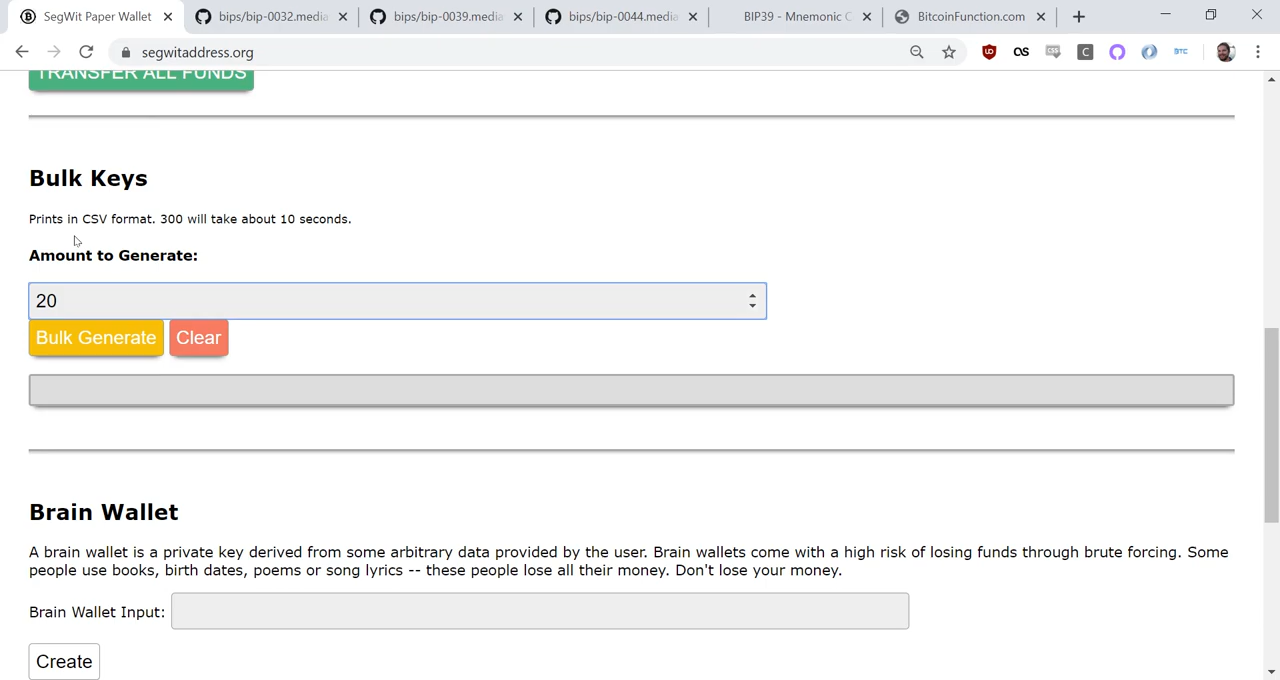 SegWit Paper Wallet
bips/bip-0032.media
bips/bip-0039.media
bips/bip-0044.media
BIP39 - Mnemonic C
BitcoinFunction.com
segwitaddress.org
TRANSFER ALL FUNDS
Bulk Keys
Prints in CSV format. 300 will take about 10 seconds.
Amount to Generate:
20
Bulk Generate Clear
Brain Wallet
A brain wallet is a private key derived from some arbitrary data provided by the user. Brain wallets come with a high risk of losing funds through brute forcing. Some
people use books, birth dates, poems or song lyrics -- these people lose all their money. Don't lose your money.
Brain Wallet Input:
Create